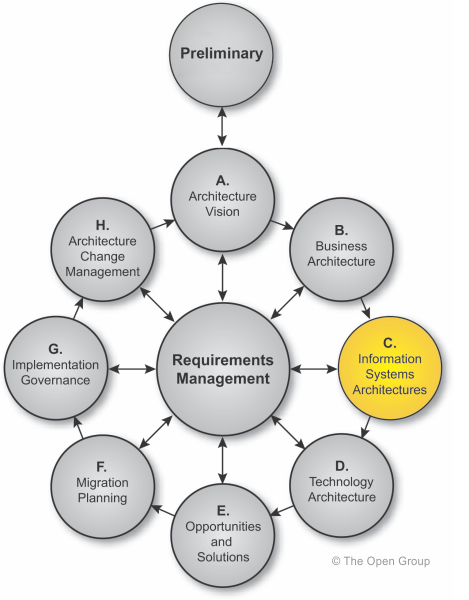 Preliminary
A.
Architecture
Vision
B.
Business
Architecture
C.
Information
Systems
Architectures
D.
Technology
Architecture
E.
Opportunities
and
Solutions
F.
Migration
Planning
G.
Implementation
Governance
H.
Architecture
Change
Management
Requirements
Management
© The Open Group